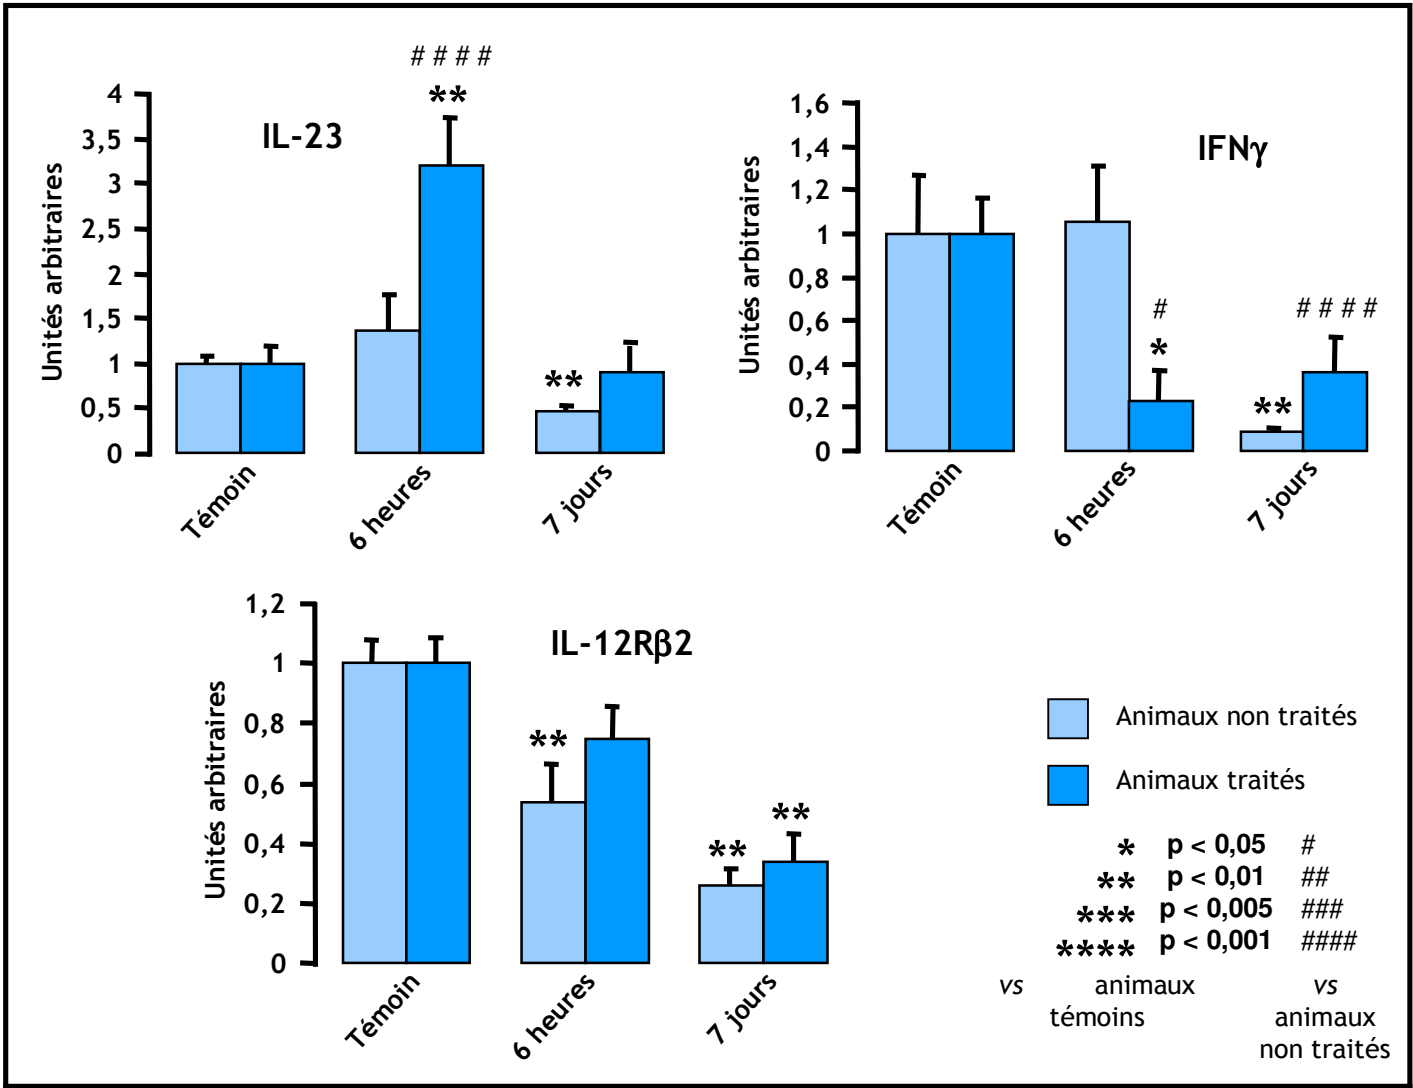 # # # #
**
IL-23
Unités arbitraires
4
3,5
3
2,5
2
1,5
1
0,5
0
**
Témoin
6 heures
7 jours
IFNγ
Unités arbitraires
1,6
1,4
1,2
1
0,8
0,6
0,4
0,2
0
#
*
# # # #
**
Témoin
6 heures
7 jours
IL-12Rβ2
Unités arbitraires
1,2
1
0,8
0,6
0,4
0,2
0
**
**
**
Témoin
6 heures
7 jours
Animaux non traités
Animaux traités
* p < 0,05 #
** p < 0,01 ##
*** p < 0,005 ###
**** p < 0,001 ####
vs animaux témoins
vs animaux non traités